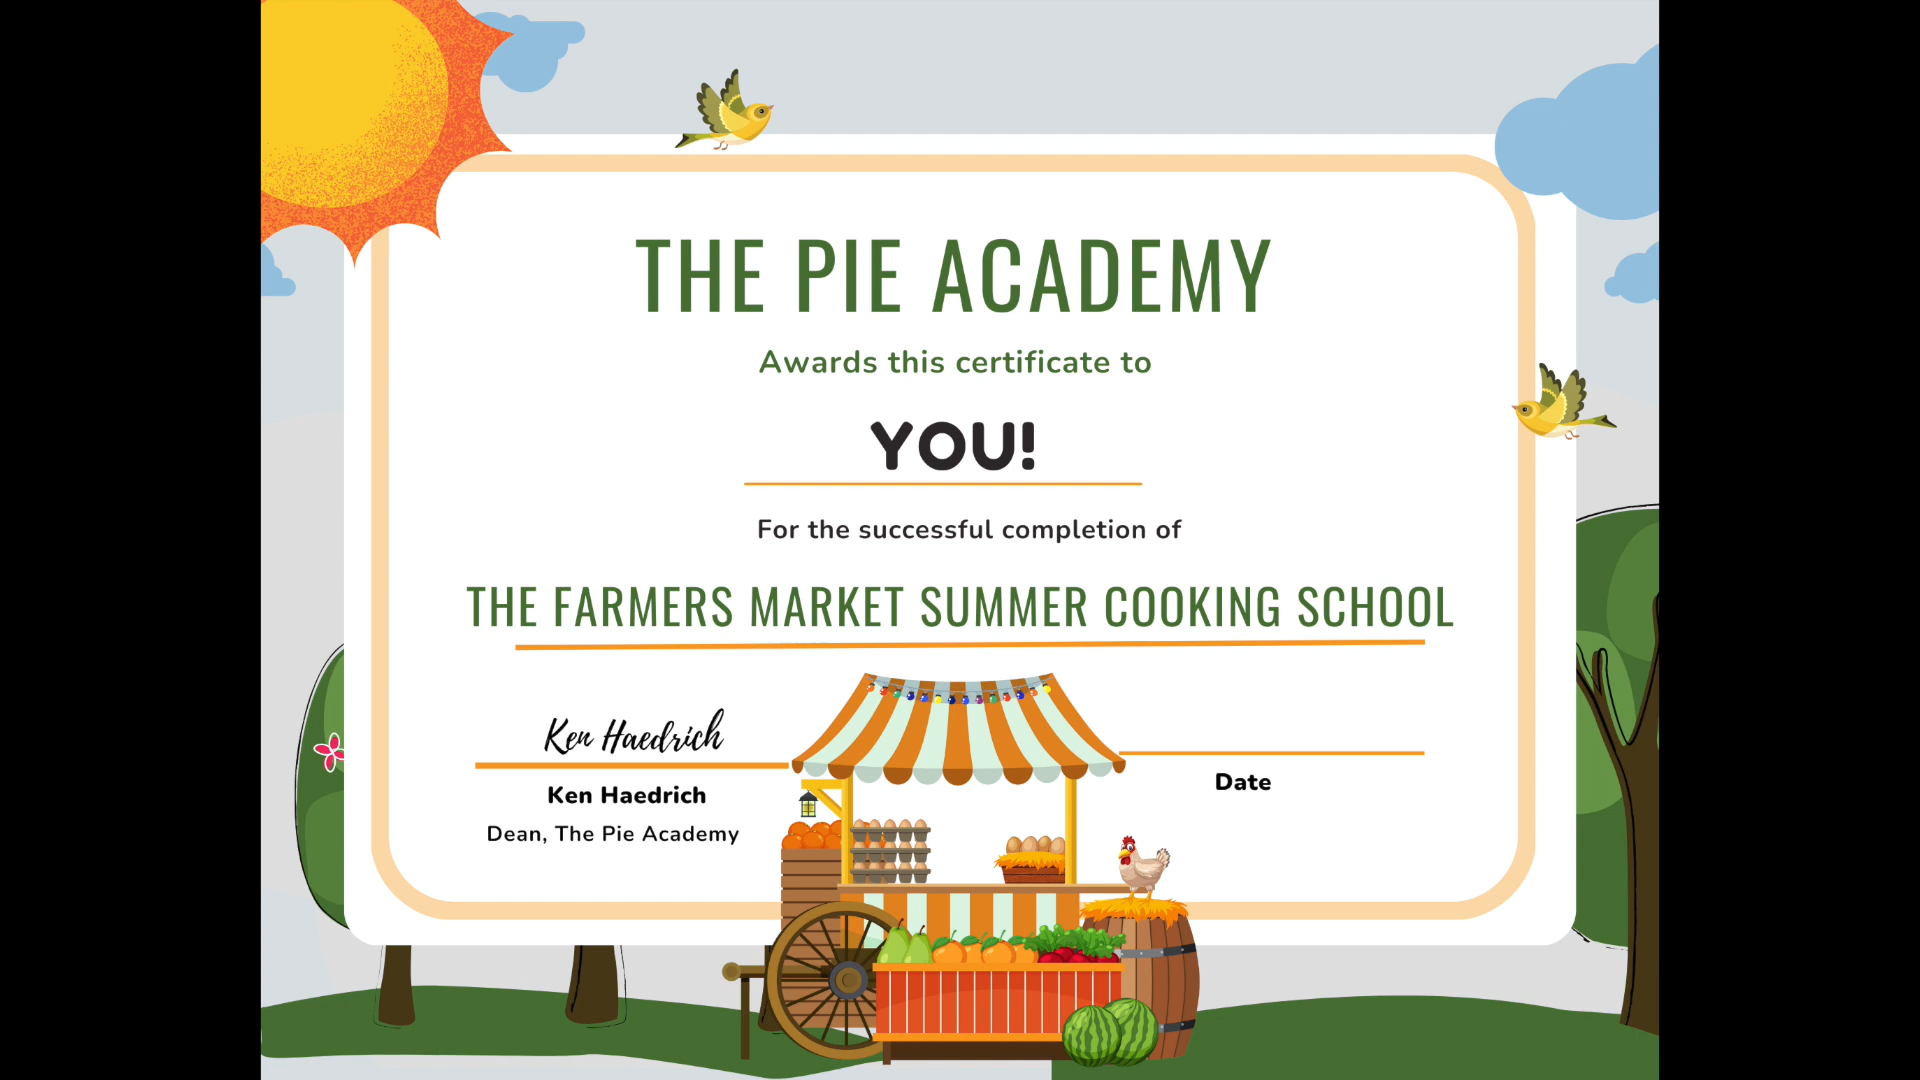 THE PIE ACADEMY
Awards this certificate to
YOU!
For the successful completion of
THE FARMERS MARKET SUMMER COOKING SCHOOL
Ken Haedrich
Ken Haedrich
Dean, The Pie Academy
Date